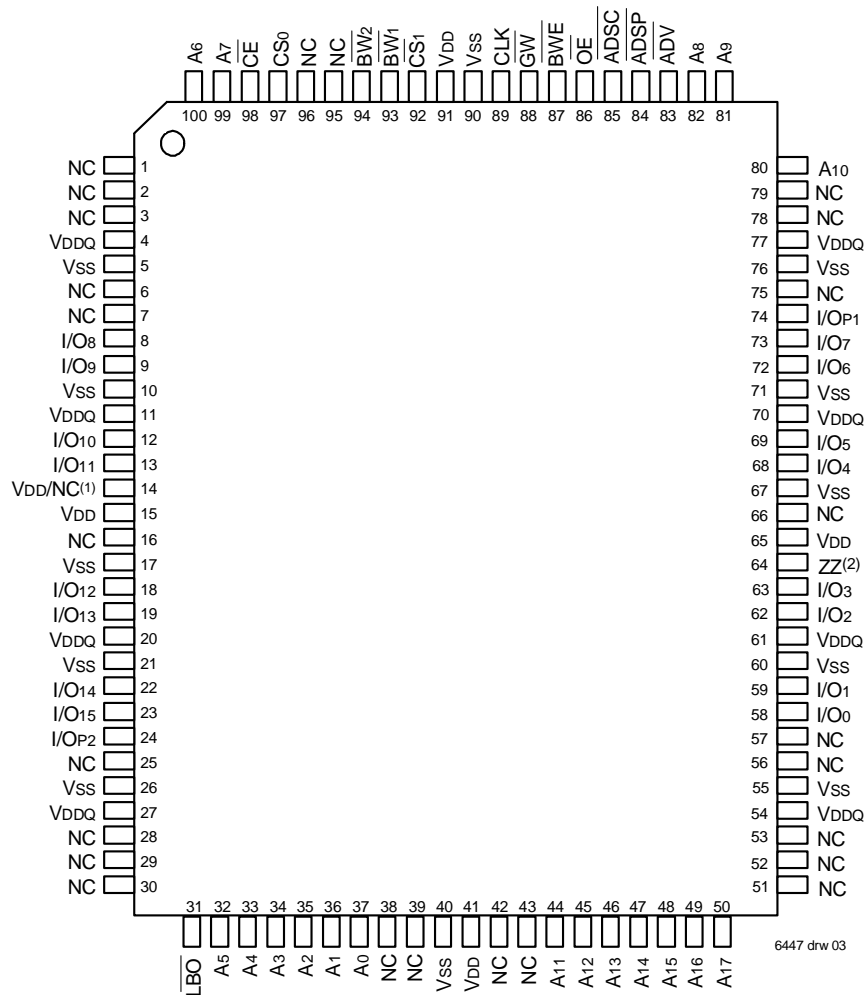 A6 A7 CE CS0 NC NC BW2 BW1 CS1 VDD VSS CLK GW BWE OE ADSC ADSP ADV A8 A9
100 99 98 97 96 95 94 93 92 91 90 89 88 87 86 85 84 83 82 81
NC 1
NC 2
NC 3
VDDQ 4
VSS 5
NC 6
NC 7
I/O8 8
I/O9 9
VSS 10
VDDQ 11
I/O10 12
I/O11 13
VDD/NC(1) 14
VDD 15
NC 16
VSS 17
I/O12 18
I/O13 19
VDDQ 20
VSS 21
I/O14 22
I/O15 23
I/OP2 24
NC 25
VSS 26
VDDQ 27
NC 28
NC 29
NC 30
80 A10
79 NC
78 NC
77 VDDQ
76 VSS
75 NC
74 I/OP1
73 I/O7
72 I/O6
71 VSS
70 VDDQ
69 I/O5
68 I/O4
67 VSS
66 NC
65 VDD
64 ZZ(2)
63 I/O3
62 I/O2
61 VDDQ
60 VSS
59 I/O1
58 I/O0
57 NC
56 NC
55 VSS
54 VDDQ
53 NC
52 NC
51 NC
31 32 33 34 35 36 37 38 39 40 41 42 43 44 45 46 47 48 49 50
LBO A5 A4 A3 A2 A1 A0 NC NC VSS VDD NC NC A11 A12 A13 A14 A15 A16 A17
6447 drw 03